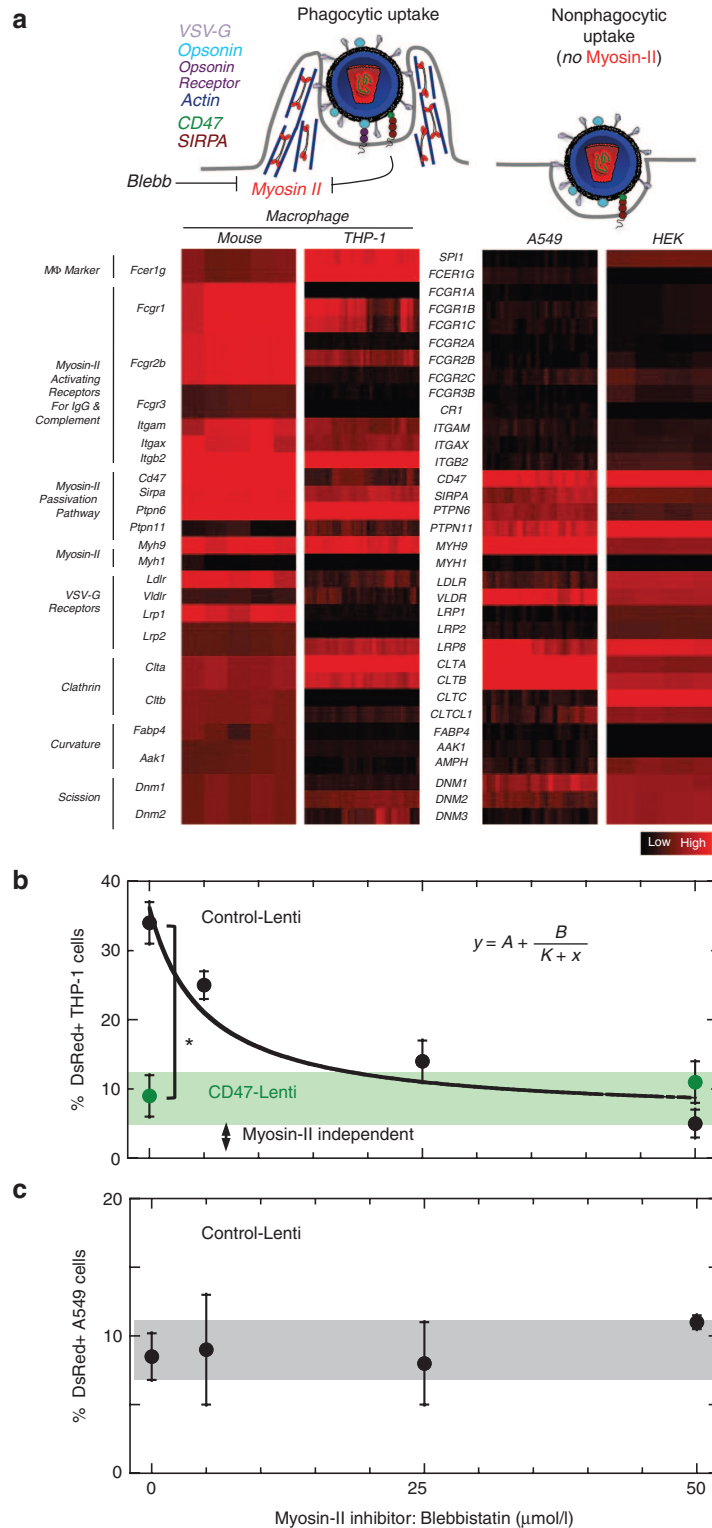 a
VSV-G
Opsonin
Opsonin
Receptor
Actin
CD47
SIRPA
Phagocytic uptake
Nonphagocytic
uptake
(no Myosin-II)
Blebb
Myosin II
Macrophage
Mouse
THP-1
A549
HEK
MΦ Marker
Myosin-II
Activating
Receptors
For IgG &
Complement
Myosin-II
Passivation
Pathway
Myosin-II
VSV-G
Receptors
Clathrin
Curvature
Scission
Fcer1g
Fcgr1
Fcgr2b
Fcgr3
Itgam
Itgax
Itgb2
Cd47
Sirpa
Ptpn6
Ptpn11
Myh9
Myh1
Ldlr
Vldlr
Lrp1
Lrp2
Clta
Cltb
Fabp4
Aak1
Dnm1
Dnm2
SPI1
FCER1G
FCGR1A
FCGR1B
FCGR1C
FCGR2A
FCGR2B
FCGR2C
FCGR3B
CR1
ITGAM
ITGAX
ITGB2
CD47
SIRPA
PTPN6
PTPN11
MYH9
MYH1
LDLR
VLDR
LRP1
LRP2
LRP8
CLTA
CLTB
CLTC
CLTCL1
FABP4
AAK1
AMPH
DNM1
DNM2
DNM3
Low High
b
% DsRed+ THP-1 cells
40
30
20
10
0
Control-Lenti
y = A + B / (K + x)
*
CD47-Lenti
Myosin-II independent
c
% DsRed+ A549 cells
20
10
0
Control-Lenti
0 25 50
Myosin-II inhibitor: Blebbistatin (μmol/l)